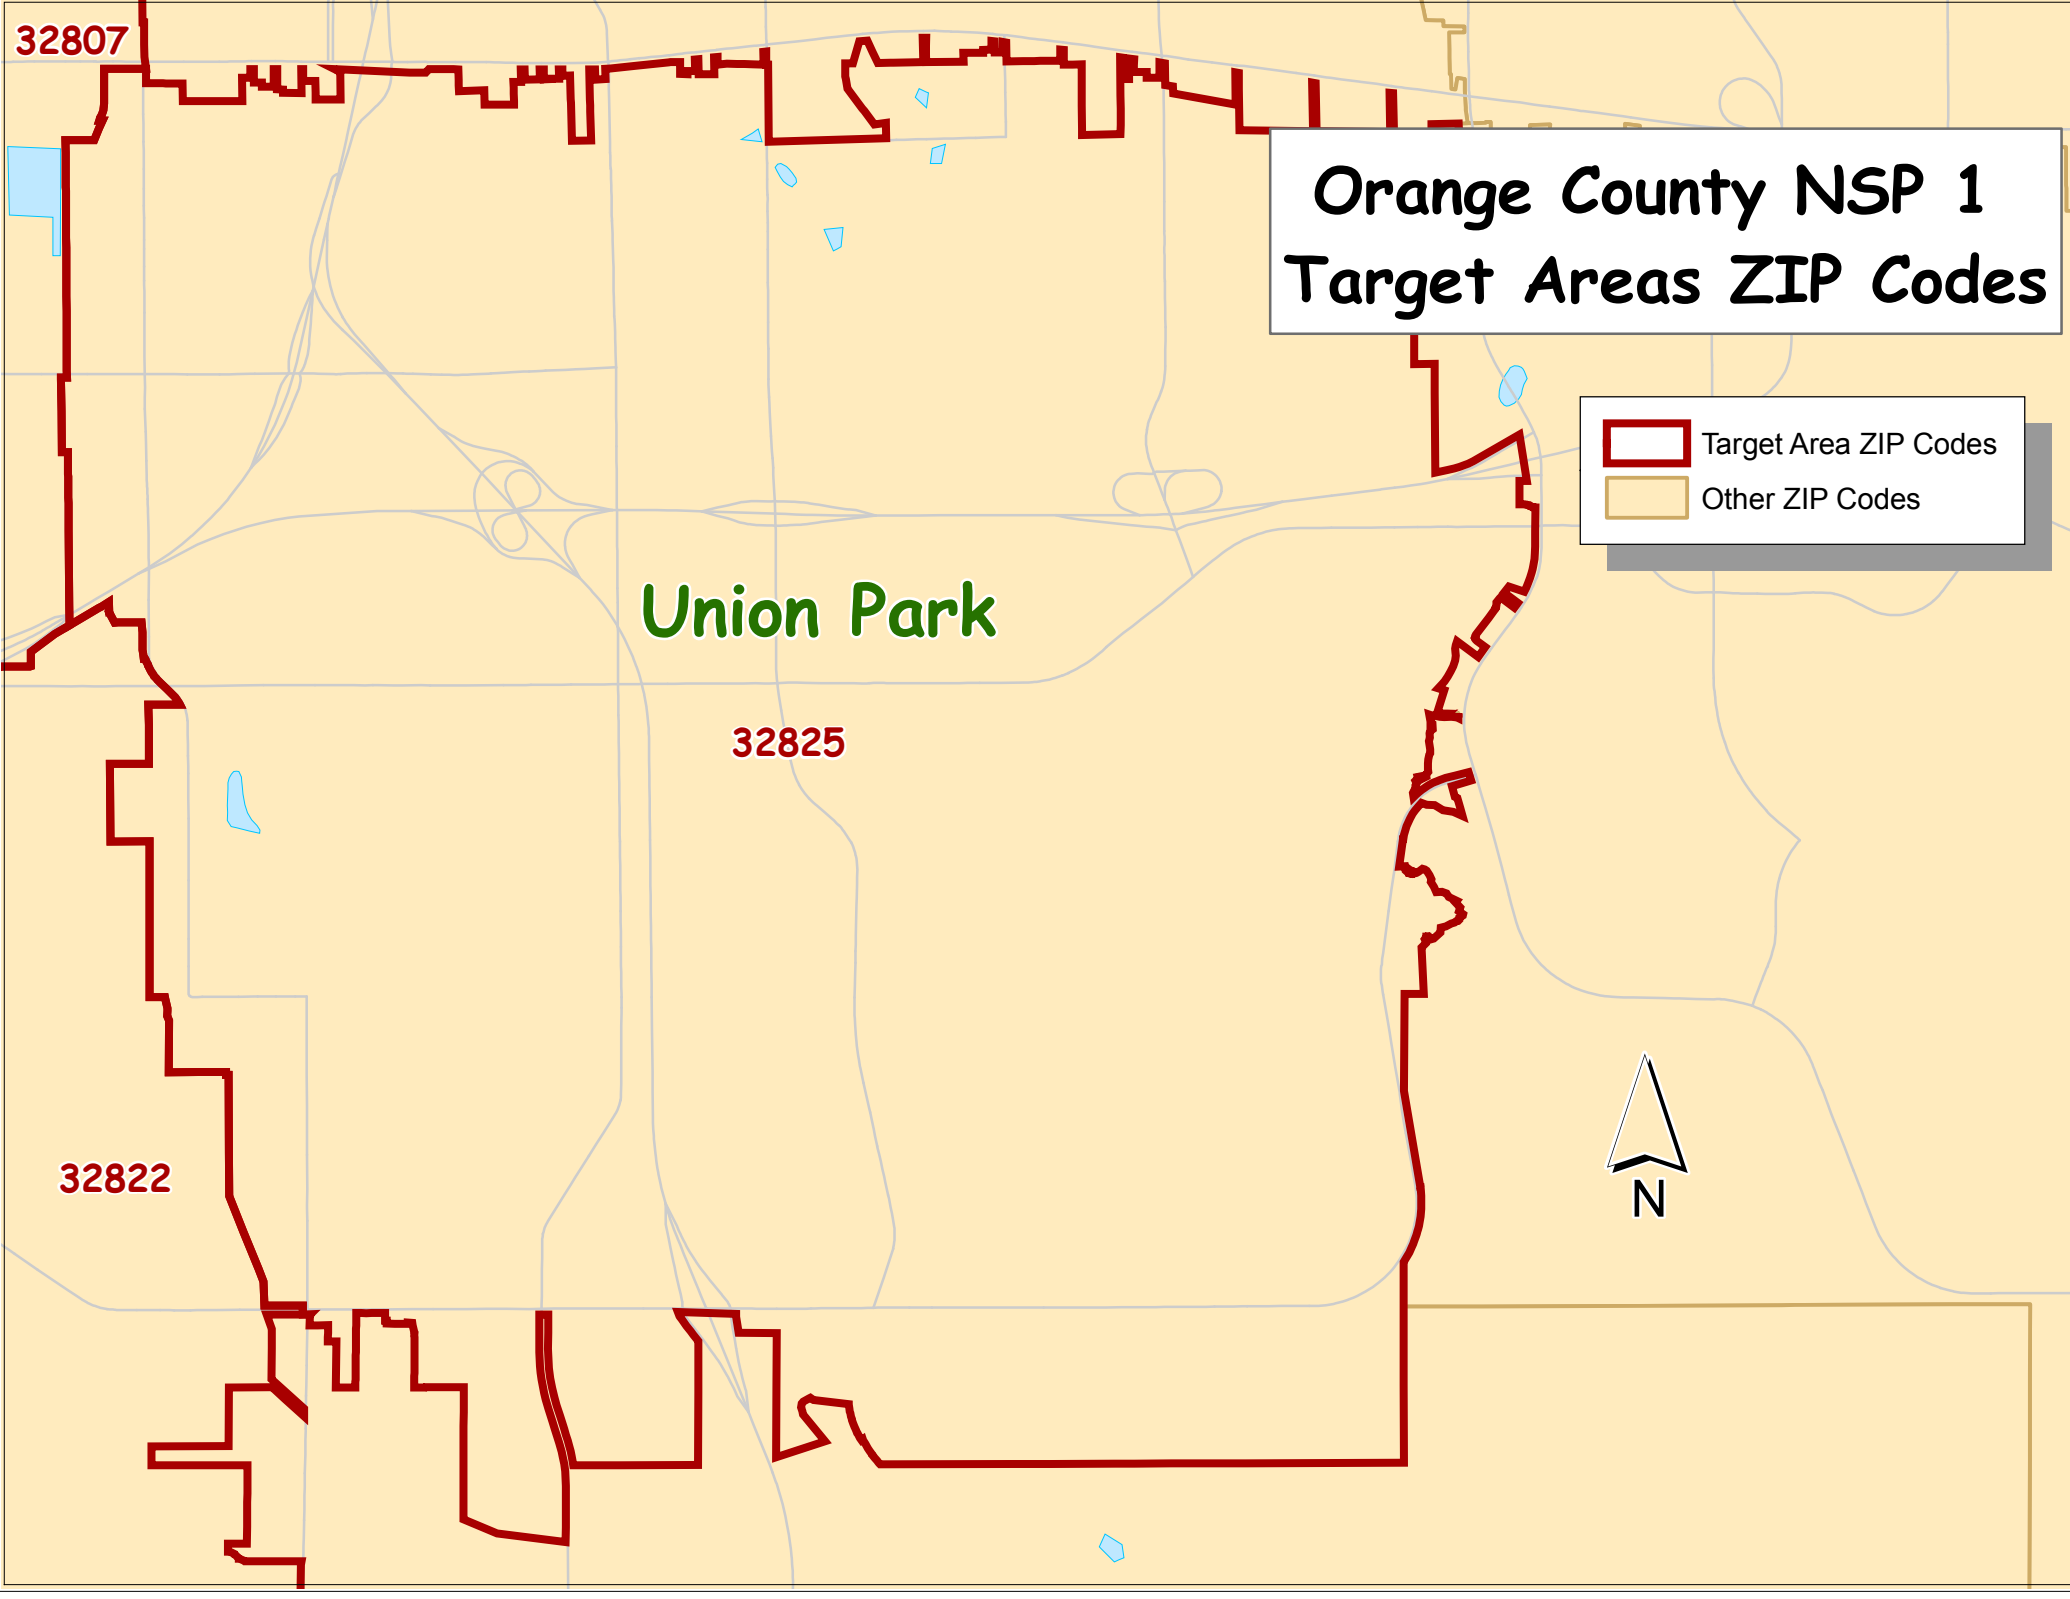 32807
Orange County NSP 1
Target Areas ZIP Codes
Target Area ZIP Codes
Other ZIP Codes
Union Park
32825
32822
N